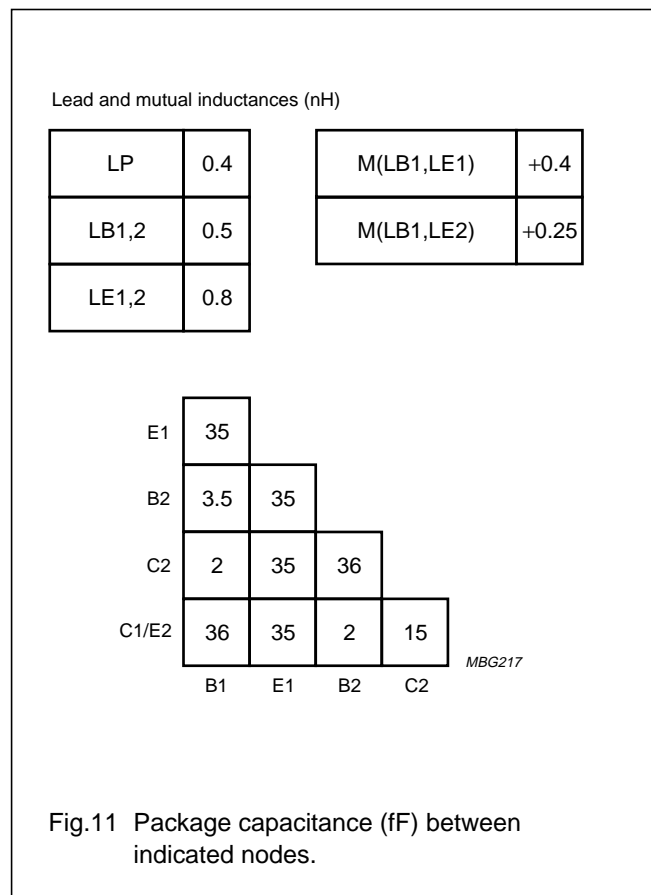 Lead and mutual inductances (nH)
LP 0.4
LB1,2 0.5
LE1,2 0.8
M(LB1,LE1) +0.4
M(LB1,LE2) +0.25
E1 35
B2 3.5 35
C2 2 35 36
C1/E2 36 35 2 15
B1 E1 B2 C2
MBG217
Fig.11 Package capacitance (fF) between
indicated nodes.